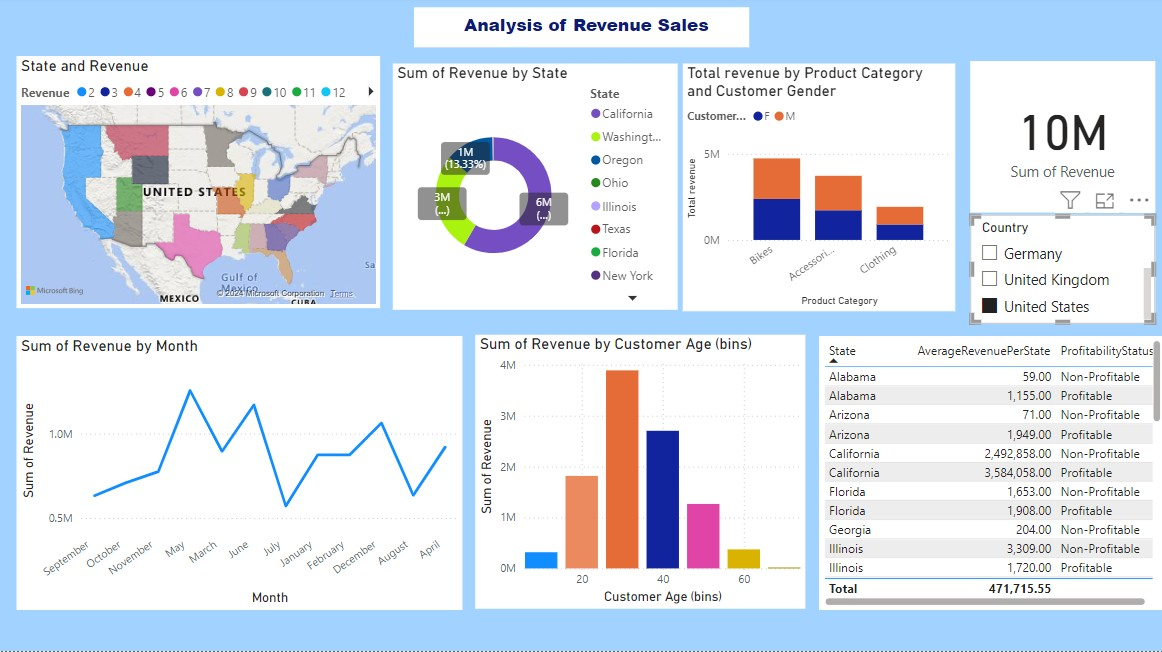 Analysis of Revenue Sales
State and Revenue
Revenue 2 3 4 5 6 7 8 9 10 11 12
UNITED STATES
Gulf of
Mexico
MEXICO
CUBA
Sa
Microsoft Bing
© 2024 Microsoft Corporation Terms
Sum of Revenue by State
1M
(13.33%)
3M
(...)
6M
(...)
State
California
Washingt...
Oregon
Ohio
Illinois
Texas
Florida
New York
Total revenue by Product Category
and Customer Gender
Customer... F M
Total revenue
5M
0M
Bikes
Accessori...
Clothing
Product Category
10M
Sum of Revenue
Country
Germany
United Kingdom
United States
Sum of Revenue by Month
Sum of Revenue
1.0M
0.5M
September
October
November
May
March
June
July
January
February
December
August
April
Month
Sum of Revenue by Customer Age (bins)
Sum of Revenue
4M
3M
2M
1M
0M
20 40 60
Customer Age (bins)
State AverageRevenuePerState ProfitabilityStatus
Alabama 59.00 Non-Profitable
Alabama 1,155.00 Profitable
Arizona 71.00 Non-Profitable
Arizona 1,949.00 Profitable
California 2,492,858.00 Non-Profitable
California 3,584,058.00 Profitable
Florida 1,653.00 Non-Profitable
Florida 1,908.00 Profitable
Georgia 204.00 Non-Profitable
Illinois 3,309.00 Non-Profitable
Illinois 1,720.00 Profitable
Total 471,715.55